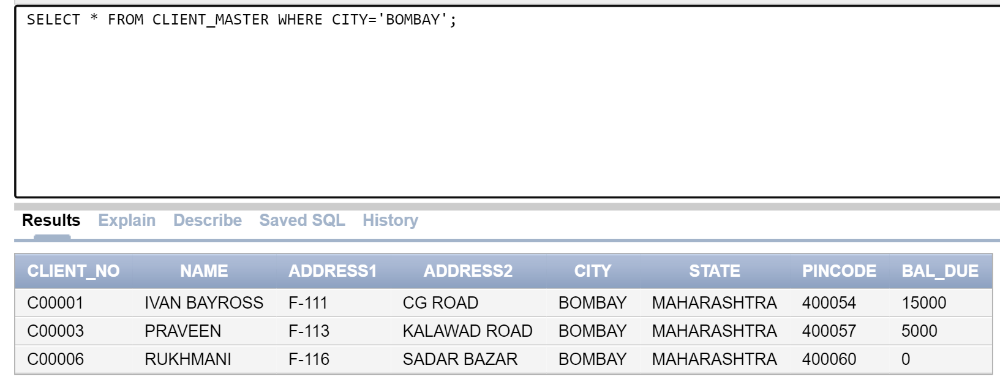 SELECT * FROM CLIENT_MASTER WHERE CITY='BOMBAY';
Results Explain Describe Saved SQL History
CLIENT_NO NAME ADDRESS1 ADDRESS2 CITY STATE PINCODE BAL_DUE
C00001 IVAN BAYROSS F-111 CG ROAD BOMBAY MAHARASHTRA 400054 15000
C00003 PRAVEEN F-113 KALAWAD ROAD BOMBAY MAHARASHTRA 400057 5000
C00006 RUKHMANI F-116 SADAR BAZAR BOMBAY MAHARASHTRA 400060 0